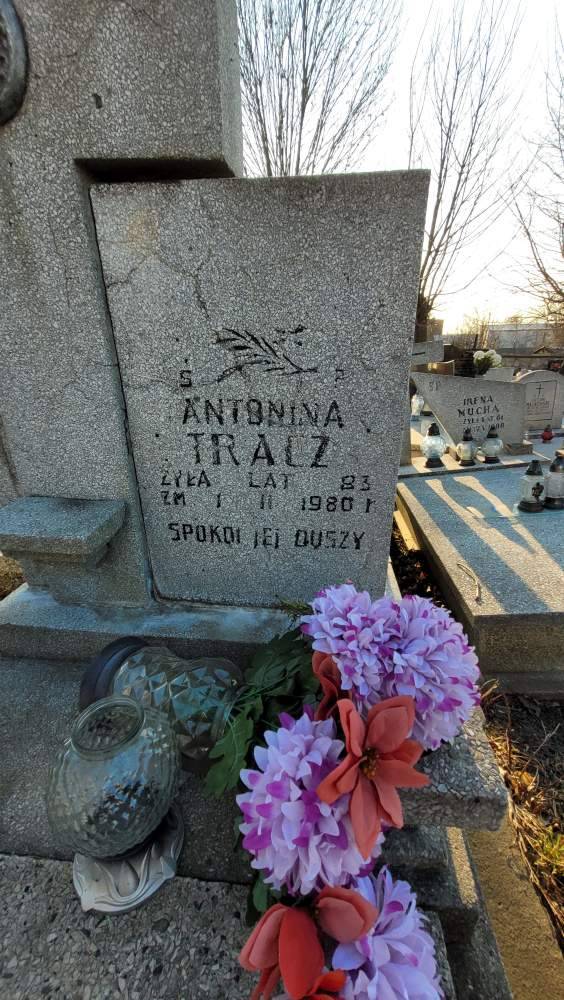 Ś P
ANTONINA
TRACZ
ŻYŁA LAT 83
ZM 1 II 1980 r
SPOKÓJ JEJ DUSZY
IRENA
MUCHA